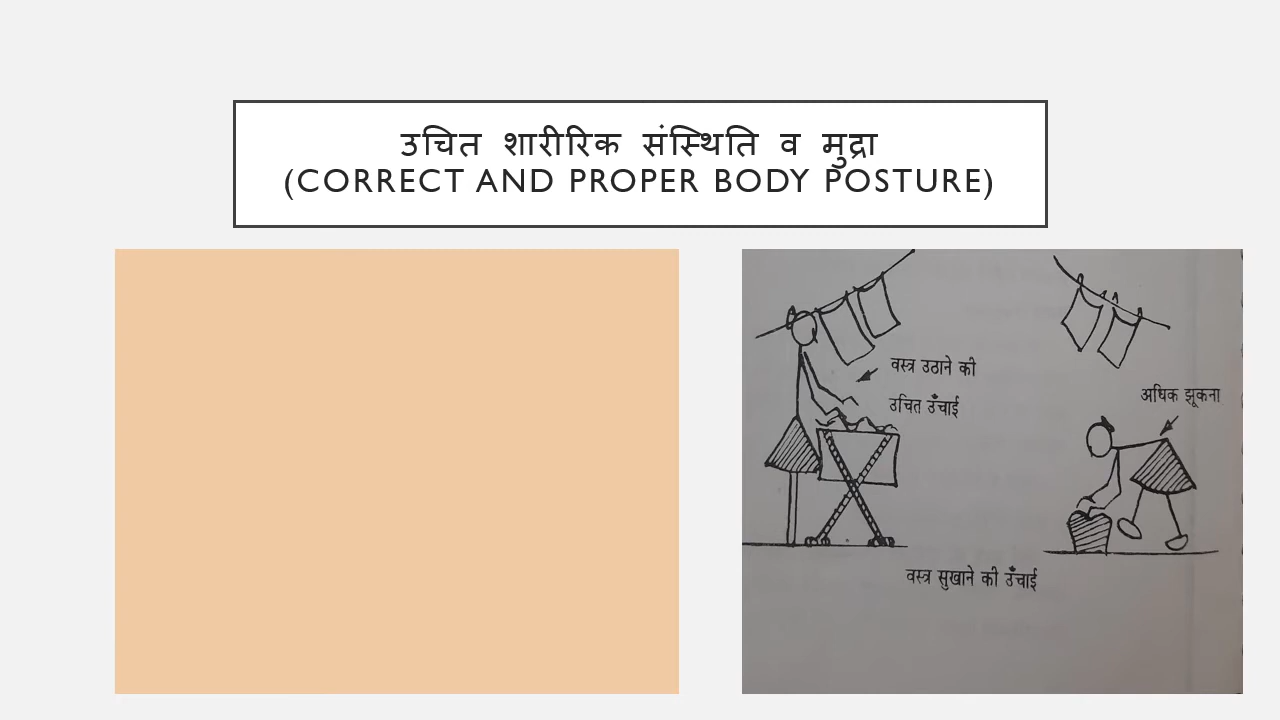 उचित शारीरिक संस्थिति व मुद्रा
(CORRECT AND PROPER BODY POSTURE)
वस्त्र उठाने की
उचित उँचाई
अधिक झूकना
वस्त्र सुखाने की उँचाई